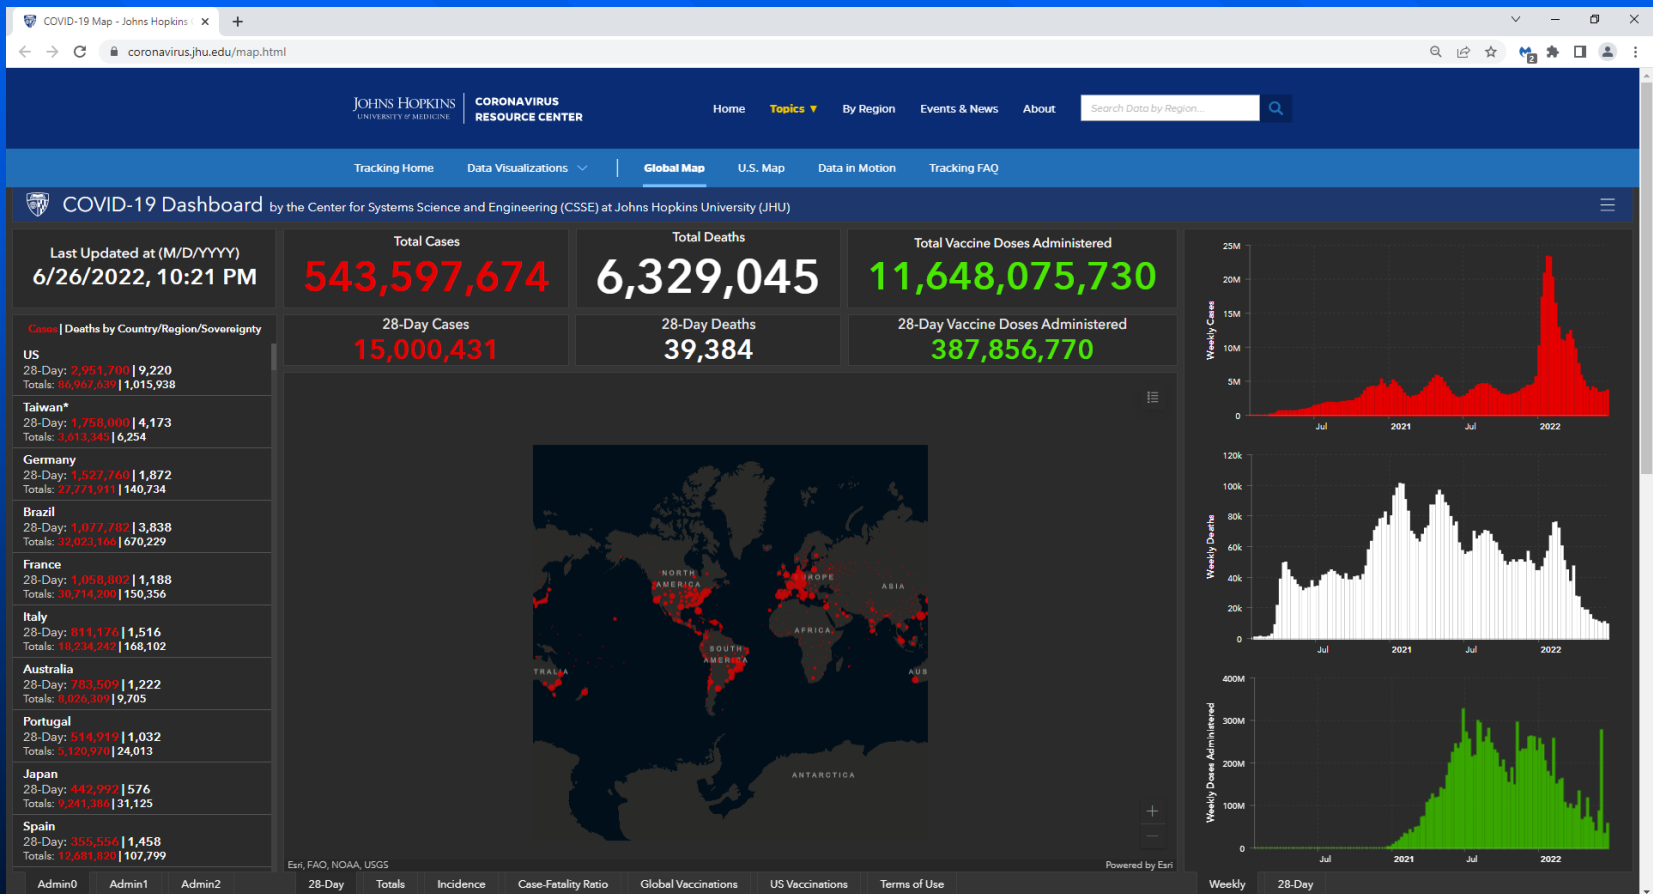 COVID-19 Map - Johns Hopkins
coronavirus.jhu.edu/map.html
2
JOHNS HOPKINS
UNIVERSITY & MEDICINE
CORONAVIRUS
RESOURCE CENTER
Home Topics ▼ By Region Events & News About
Search Data by Region...
Tracking Home Data Visualizations Global Map U.S. Map Data in Motion Tracking FAQ
COVID-19 Dashboard by the Center for Systems Science and Engineering (CSSE) at Johns Hopkins University (JHU)
Last Updated at (M/D/YYYY)
6/26/2022, 10:21 PM
Total Cases
543,597,674
Total Deaths
6,329,045
Total Vaccine Doses Administered
11,648,075,730
28-Day Cases
15,000,431
28-Day Deaths
39,384
28-Day Vaccine Doses Administered
387,856,770
Cases | Deaths by Country/Region/Sovereignty
US
28-Day: 2,951,700 | 9,220
Totals: 86,967,639 | 1,015,938
Taiwan*
28-Day: 1,758,000 | 4,173
Totals: 3,613,345 | 6,254
Germany
28-Day: 1,527,760 | 1,872
Totals: 27,771,911 | 140,734
Brazil
28-Day: 1,077,782 | 3,838
Totals: 32,023,166 | 670,229
France
28-Day: 1,058,802 | 1,188
Totals: 30,714,200 | 150,356
Italy
28-Day: 811,176 | 1,516
Totals: 18,234,242 | 168,102
Australia
28-Day: 783,509 | 1,222
Totals: 8,026,309 | 9,705
Portugal
28-Day: 514,919 | 1,032
Totals: 5,120,970 | 24,013
Japan
28-Day: 442,992 | 576
Totals: 9,241,386 | 31,125
Spain
28-Day: 355,556 | 1,458
Totals: 12,681,820 | 107,799
Admin0 Admin1 Admin2
NORTH
AMERICA
EUROPE
ASIA
AFRICA
SOUTH
AMERICA
TRALIA
AUS
ANTARCTICA
Esri, FAO, NOAA, USGS
Powered by Esri
28-Day Totals Incidence Case-Fatality Ratio Global Vaccinations US Vaccinations Terms of Use
Weekly Cases
25M
20M
15M
10M
5M
0
Jul 2021 Jul 2022
Weekly Deaths
120k
100k
80k
60k
40k
20k
0
Jul 2021 Jul 2022
Weekly Doses Administered
400M
300M
200M
100M
0
Jul 2021 Jul 2022
Weekly 28-Day